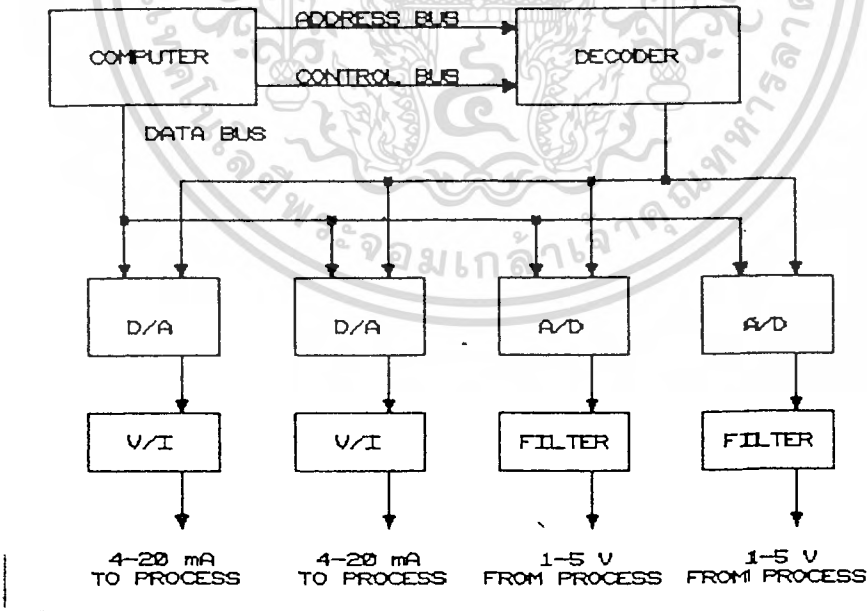 ADDRESS BUS
COMPUTER
DECODER
CONTROL BUS
DATA BUS
D/A
D/A
A/D
A/D
V/I
V/I
FILTER
FILTER
4-20 mA
TO PROCESS
4-20 mA
TO PROCESS
1-5 V
FROM PROCESS
1-5 V
FROM PROCESS